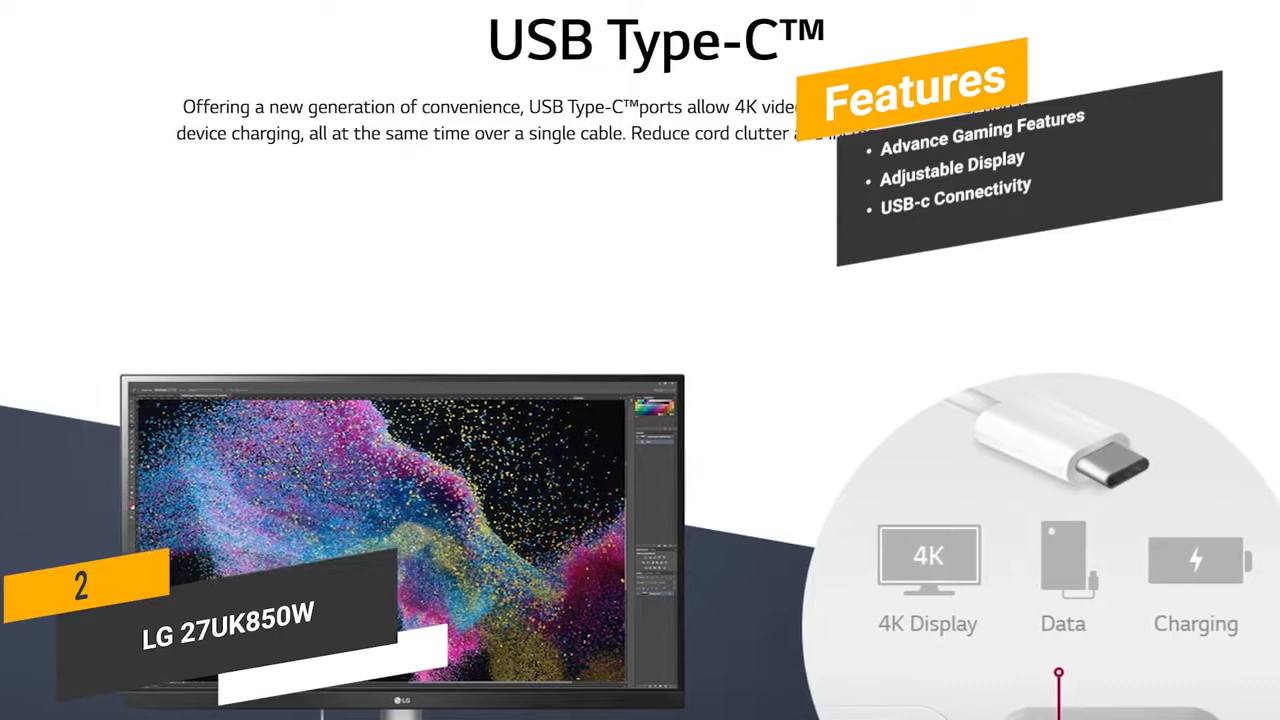 USB Type-C™
Features
Offering a new generation of convenience, USB Type-C™ports allow 4K
device charging, all at the same time over a single cable. Reduce cord clutter
• Advance Gaming Features
• Adjustable Display
• USB-c Connectivity
4K
4K Display
Data
Charging
2
LG 27UK850W
LG